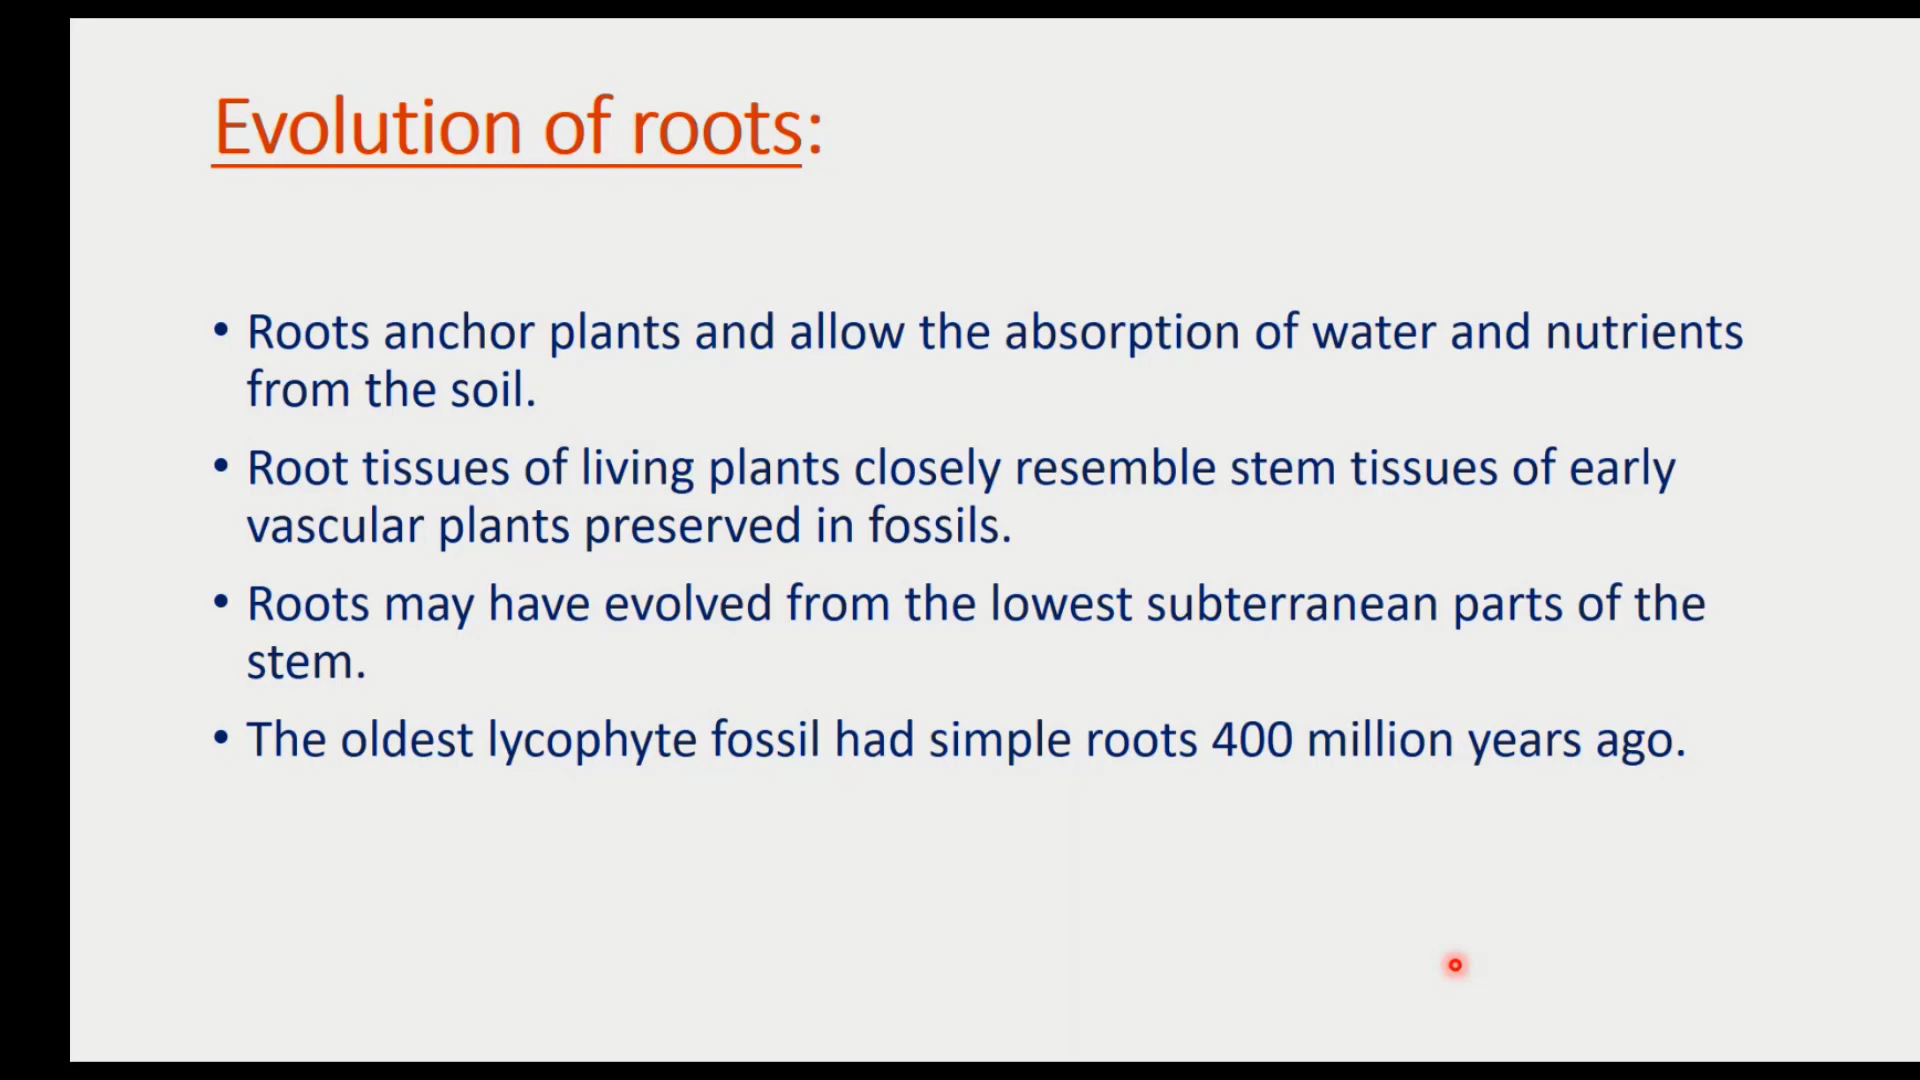 Evolution of roots:
• Roots anchor plants and allow the absorption of water and nutrients
from the soil.
• Root tissues of living plants closely resemble stem tissues of early
vascular plants preserved in fossils.
• Roots may have evolved from the lowest subterranean parts of the
stem.
• The oldest lycophyte fossil had simple roots 400 million years ago.